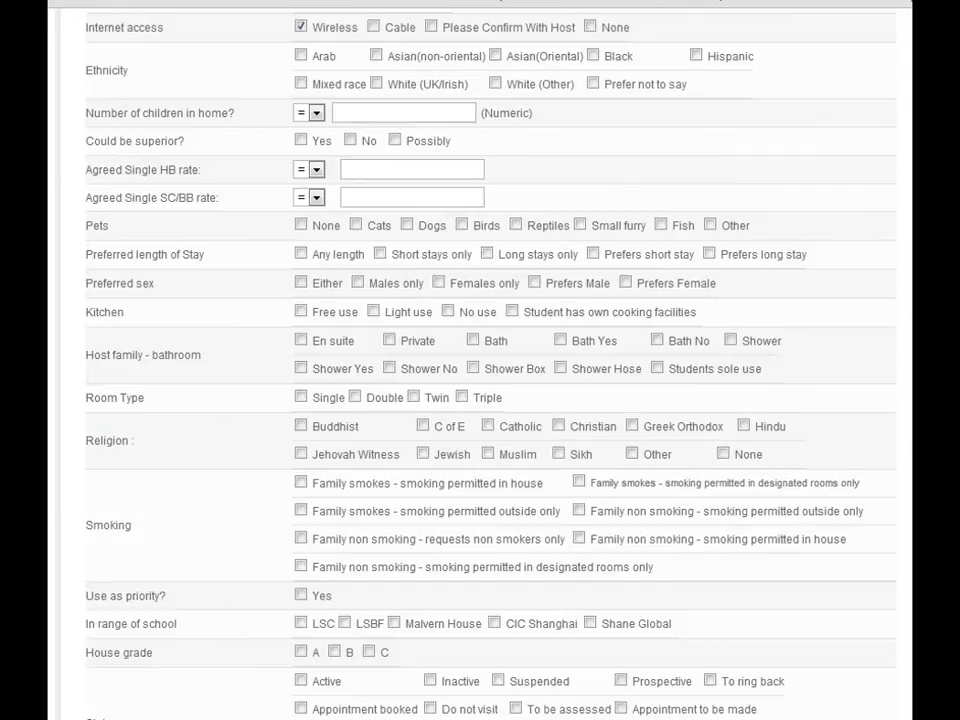 Internet access Wireless Cable Please Confirm With Host None
Arab Asian(non-oriental) Asian(Oriental) Black Hispanic
Ethnicity
Mixed race White (UK/Irish) White (Other) Prefer not to say
Number of children in home? = (Numeric)
Could be superior? Yes No Possibly
Agreed Single HB rate: =
Agreed Single SC/BB rate: =
Pets None Cats Dogs Birds Reptiles Small furry Fish Other
Preferred length of Stay Any length Short stays only Long stays only Prefers short stay Prefers long stay
Preferred sex Either Males only Females only Prefers Male Prefers Female
Kitchen Free use Light use No use Student has own cooking facilities
En suite Private Bath Bath Yes Bath No Shower
Host family - bathroom
Shower Yes Shower No Shower Box Shower Hose Students sole use
Room Type Single Double Twin Triple
Buddhist C of E Catholic Christian Greek Orthodox Hindu
Religion :
Jehovah Witness Jewish Muslim Sikh Other None
Family smokes - smoking permitted in house Family smokes - smoking permitted in designated rooms only
Family smokes - smoking permitted outside only Family non smoking - smoking permitted outside only
Smoking
Family non smoking - requests non smokers only Family non smoking - smoking permitted in house
Family non smoking - smoking permitted in designated rooms only
Use as priority? Yes
In range of school LSC LSBF Malvern House CIC Shanghai Shane Global
House grade A B C
Active Inactive Suspended Prospective To ring back
Appointment booked Do not visit To be assessed Appointment to be made